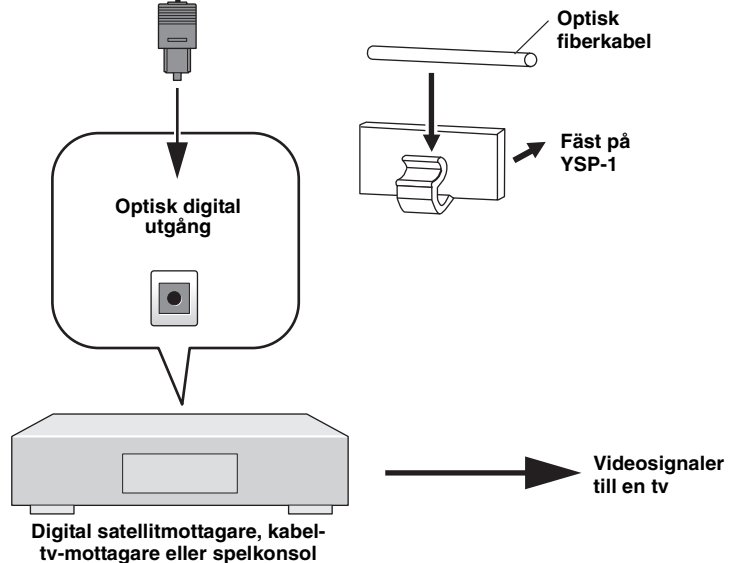 Optisk
fiberkabel
Fäst på
YSP-1
Optisk digital
utgång
Videosignaler
till en tv
Digital satellitmottagare, kabel-
tv-mottagare eller spelkonsol